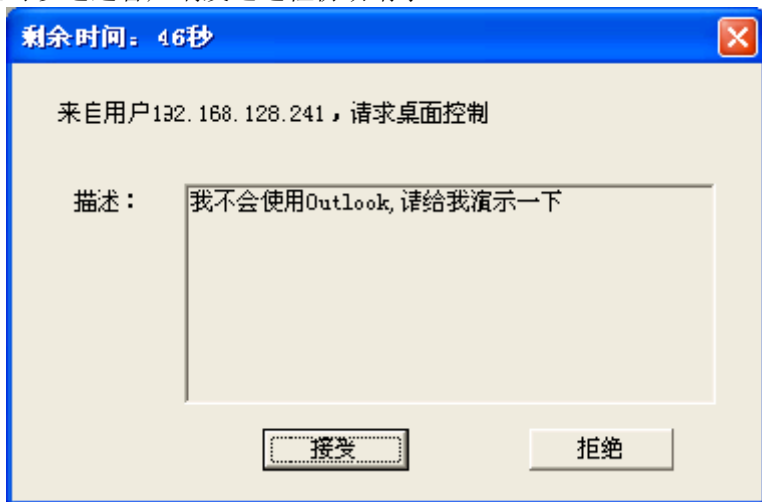 剩余时间：46秒
来自用户192.168.128.241，请求桌面控制
描述：
我不会使用Outlook,请给我演示一下
接受
拒绝